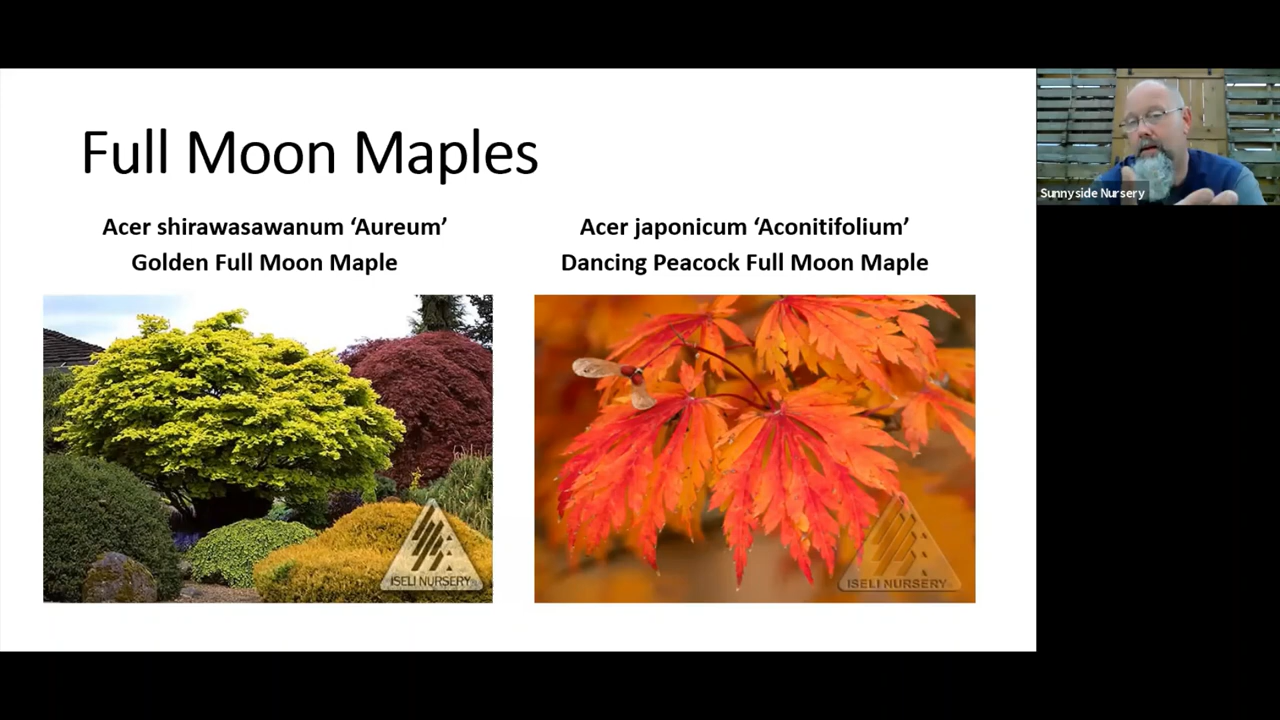 Full Moon Maples
Acer shirawasawanum ‘Aureum’
Golden Full Moon Maple
Acer japonicum ‘Aconitifolium’
Dancing Peacock Full Moon Maple
ISELI NURSERY
ISELI NURSERY
Sunnyside Nursery